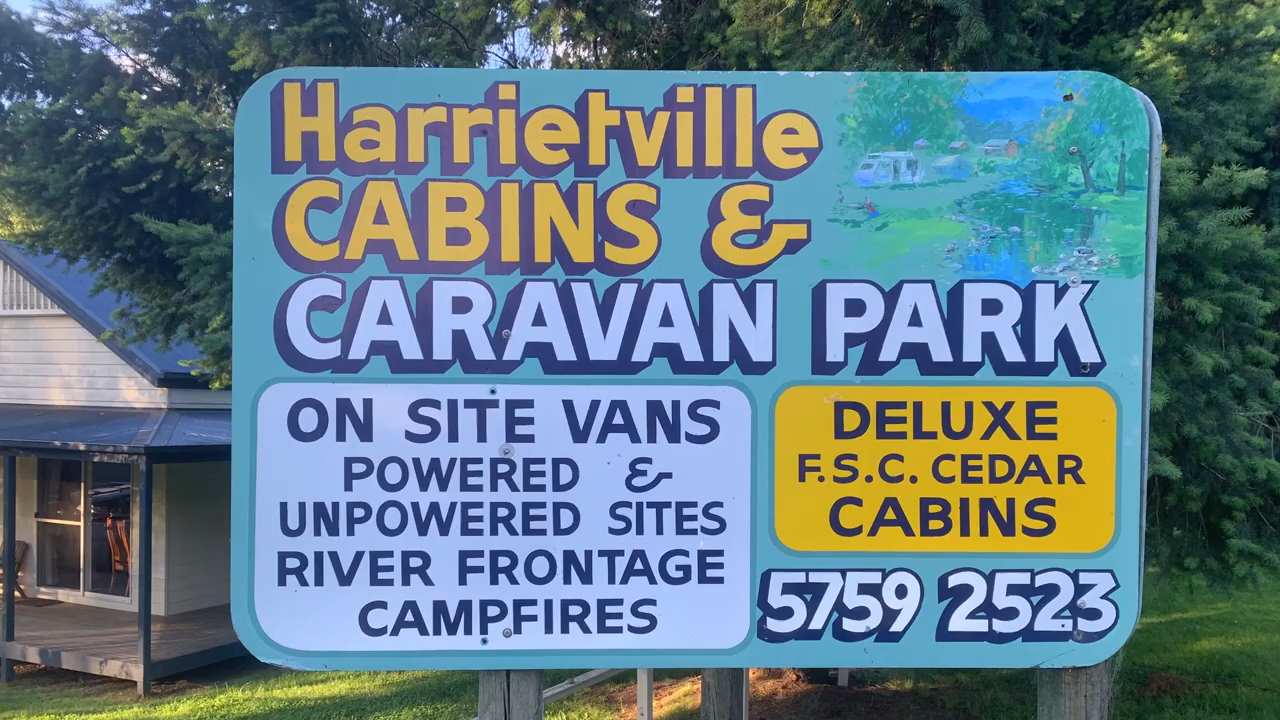 Harrietville
CABINS &
CARAVAN PARK
ON SITE VANS
POWERED &
UNPOWERED SITES
RIVER FRONTAGE
CAMPFIRES
DELUXE
F.S.C. CEDAR
CABINS
5759 2523